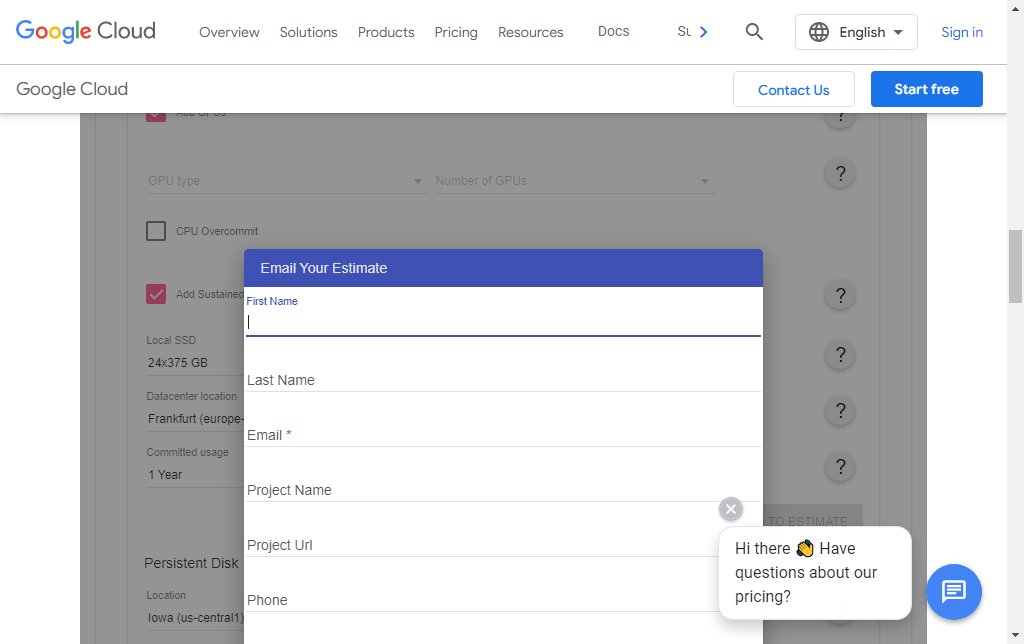 Google Cloud
Overview Solutions Products Pricing Resources Docs Su English Sign in
Google Cloud
Contact Us Start free
Add GPUs.
GPU type Number of GPUs
?
CPU Overcommit
Email Your Estimate
Add Sustained
?
First Name
Local SSD
24x375 GB
?
Last Name
Datacenter location
Frankfurt (europe-
?
Email *
Committed usage
1 Year
?
Project Name
TO ESTIMATE
Project Url
Hi there 👋 Have
questions about our
pricing?
Persistent Disk
Location
Iowa (us-central1)
Phone